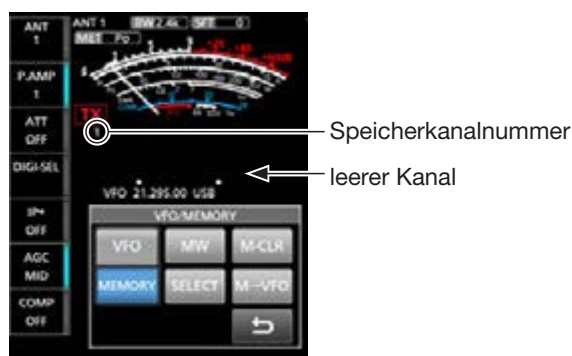 ANT
1
ANT 1 BW 2.4k SFT 0
MET Po
P.AMP
1
TX
1
ATT
OFF
DIGI-SEL
IP+
OFF
AGC
MID
COMP
OFF
VFO 21.295.00 USB
VFO/MEMORY
VFO MW M-CLR
MEMORY SELECT M→VFO
Speicherkanalnummer
leerer Kanal